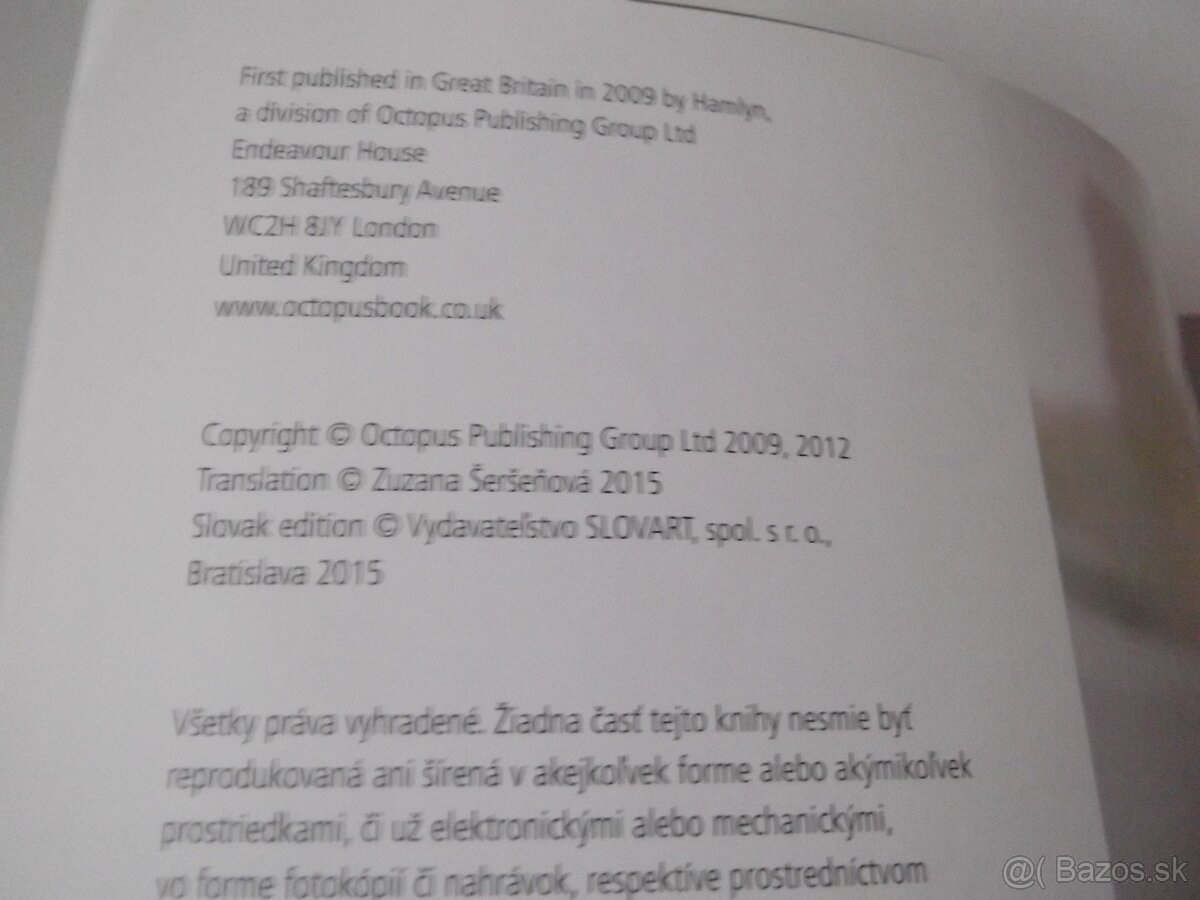 First published in Great Britain in 2009 by Hamlyn,
a division of Octopus Publishing Group Ltd
Endeavour House
189 Shaftesbury Avenue
WC2H 8JY London
United Kingdom
www.octopusbook.co.uk
Copyright © Octopus Publishing Group Ltd 2009, 2012
Translation © Zuzana Šeršeňová 2015
Slovak edition © Vydavateľstvo SLOVART, spol. s r. o.,
Bratislava 2015
Všetky práva vyhradené. Žiadna časť tejto knihy nesmie byť
reprodukovaná ani šírená v akejkoľvek forme alebo akýmikoľvek
prostriedkami, či už elektronickými alebo mechanickými,
vo forme fotokópií či nahrávok, respektíve prostredníctvom
@( Bazos.sk